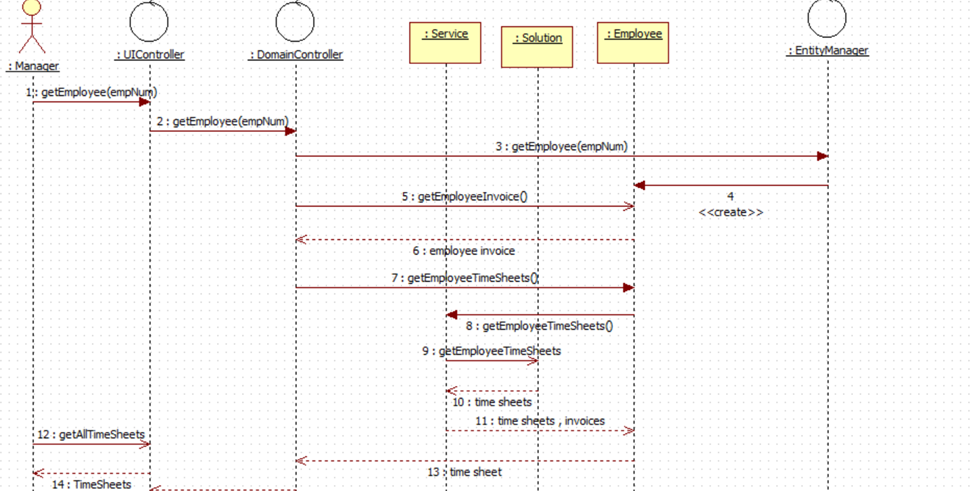 : Manager
: UIController
: DomainController
: Service
: Solution
: Employee
: EntityManager
1 : getEmployee(empNum)
2 : getEmployee(empNum)
3 : getEmployee(empNum)
4
<<create>>
5 : getEmployeeInvoice()
6 : employee invoice
7 : getEmployeeTimeSheets()
8 : getEmployeeTimeSheets()
9 : getEmployeeTimeSheets
10 : time sheets
11 : time sheets , invoices
12 : getAllTimeSheets
13 : time sheet
14 : TimeSheets